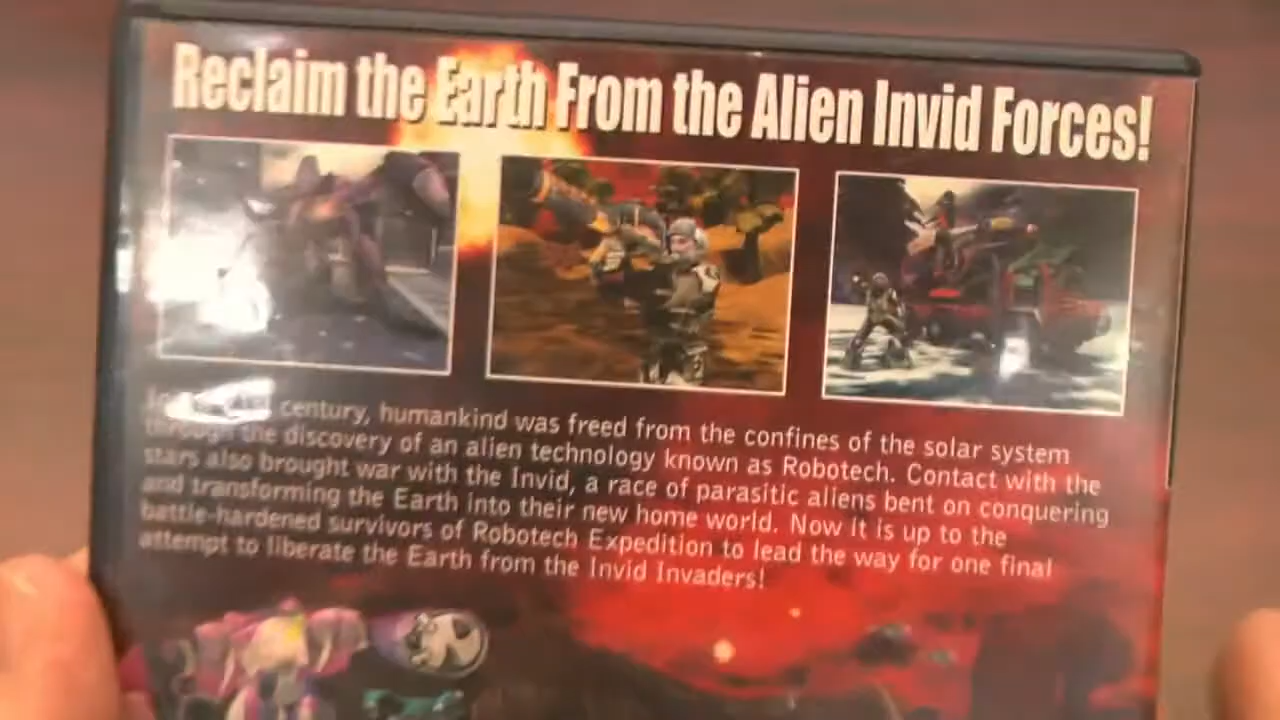 Reclaim the Earth From the Alien Invid Forces!
century, humankind was freed from the confines of the solar system
through the discovery of an alien technology known as Robotech. Contact with the
stars also brought war with the Invid, a race of parasitic aliens bent on conquering
and transforming the Earth into their new home world. Now it is up to the
battle-hardened survivors of Robotech Expedition to lead the way for one final
attempt to liberate the Earth from the Invid Invaders!